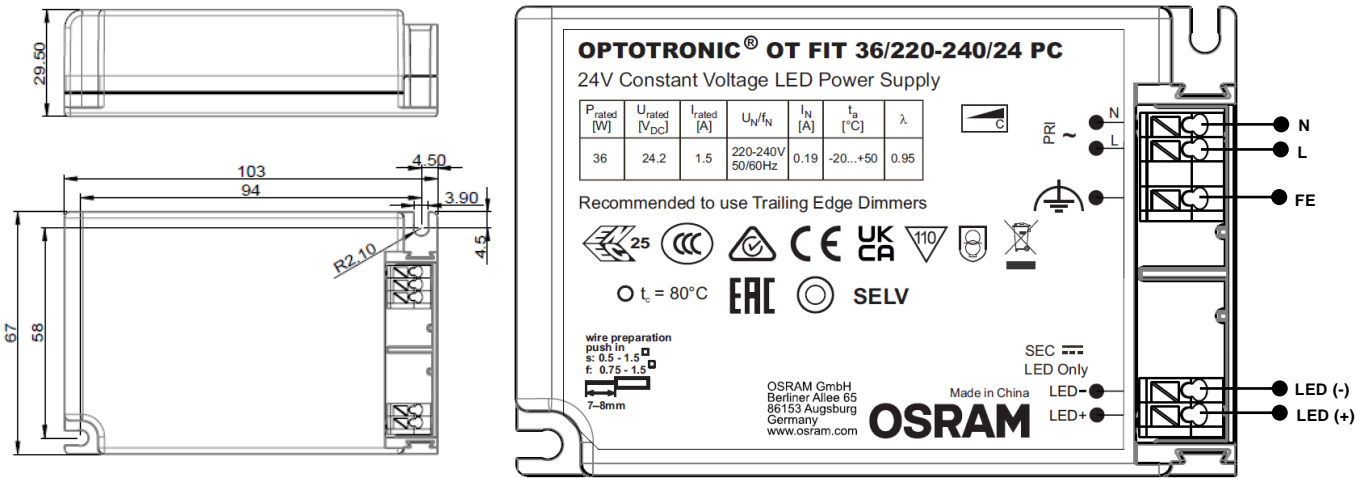 29.50
103
4.50
94
3.90
4.5
R2.10
67
58
OPTOTRONIC® OT FIT 36/220-240/24 PC
24V Constant Voltage LED Power Supply
Prated [W] Urated [VDC] Irated [A] UN/fN IN [A] ta [°C] λ
36 24.2 1.5 220-240V 50/60Hz 0.19 -20...+50 0.95
C
PRI ~
N
L
Recommended to use Trailing Edge Dimmers
25 CCC CE UK CA 110
tc = 80°C EAC SELV
wire preparation
push in
s: 0.5 - 1.5
f: 0.75 - 1.5
7–8mm
OSRAM GmbH
Berliner Allee 65
86153 Augsburg
Germany
www.osram.com
Made in China
OSRAM
SEC
LED Only
LED-
LED+
N
L
FE
LED (-)
LED (+)